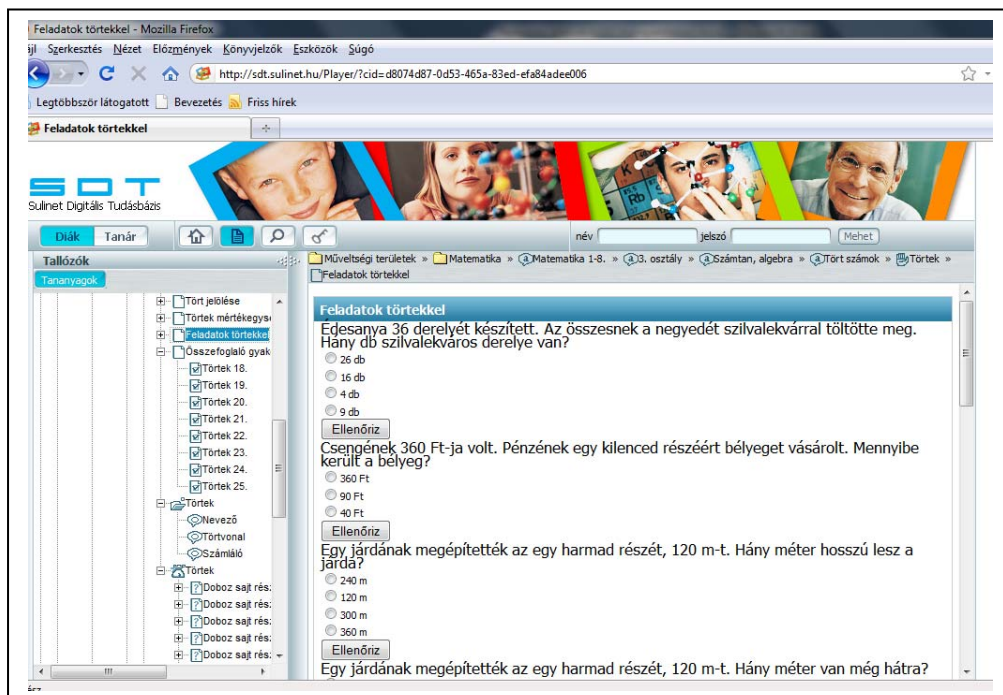 Feladatok törtekkel - Mozilla Firefox
Szerkesztés Nézet Előzmények Könyvjelzők Eszközök Súgó
http://sdt.sulinet.hu/Player/?cid=d8074d87-0d53-465a-83ed-efa84adee006
Legtöbbször látogatott Bevezetés Friss hírek
Feladatok törtekkel
SDT
Sulinet Digitális Tudásbázis
Diák Tanár név jelszó Mehet
Tallózók
Tananyagok
Műveltségi területek » Matematika » Matematika 1-8. » 3. osztály » Számtan, algebra » Tört számok » Törtek »
Feladatok törtekkel
Tört jelölése
Törtek mértékegys
Feladatok törtekkel
Összefoglaló gyak
Törtek 18.
Törtek 19.
Törtek 20.
Törtek 21.
Törtek 22.
Törtek 23.
Törtek 24.
Törtek 25.
Törtek
Nevező
Törtvonal
Számláló
Törtek
Doboz sajt rész
Doboz sajt rész
Doboz sajt rész
Doboz sajt rész
Doboz sajt rész
Feladatok törtekkel
Édesanya 36 derelyét készített. Az összesnek a negyedét szilvalekvárral töltötte meg.
Hány db szilvalekváros derelye van?
26 db
16 db
4 db
9 db
Ellenőriz
Csengének 360 Ft-ja volt. Pénzének egy kilenced részéért bélyeget vásárolt. Mennyibe
került a bélyeg?
360 Ft
90 Ft
40 Ft
Ellenőriz
Egy járdának megépítették az egy harmad részét, 120 m-t. Hány méter hosszú lesz a
járda?
240 m
120 m
300 m
360 m
Ellenőriz
Egy járdának megépítették az egy harmad részét, 120 m-t. Hány méter van még hátra?